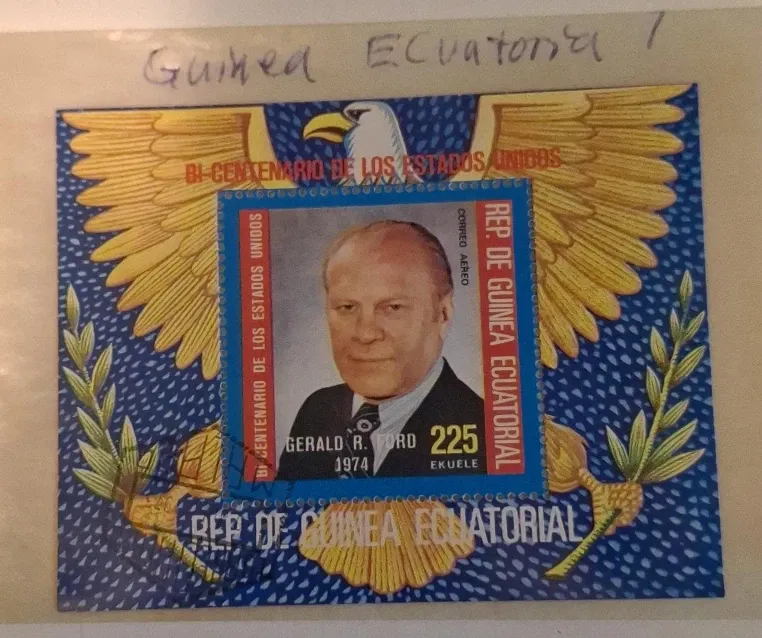 Guinea Ecuatoria
BI-CENTENARIO DE LOS ESTADOS UNIDOS
BI-CENTENARIO DE LOS ESTADOS UNIDOS
CORREO AEREO
REP. DE GUINEA ECUATORIAL
GERALD R. FORD
1974
225
EKUELE
REP. DE GUINEA ECUATORIAL